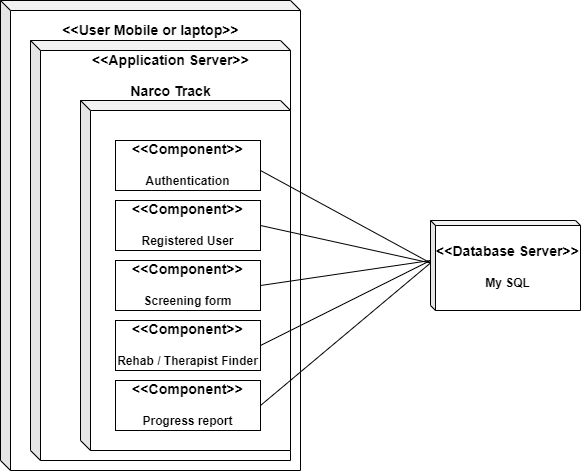 <<User Mobile or laptop>>
<<Application Server>>
Narco Track
<<Component>>
Authentication
<<Component>>
Registered User
<<Component>>
Screening form
<<Component>>
Rehab / Therapist Finder
<<Component>>
Progress report
<<Database Server>>
My SQL